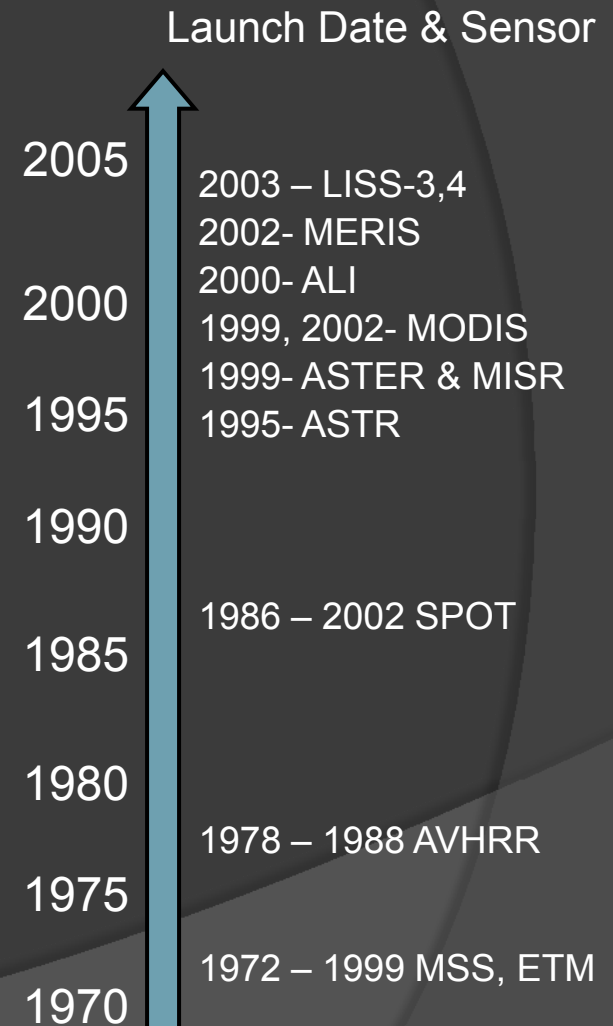 Launch Date & Sensor
2005
2003 – LISS-3,4
2002- MERIS
2000- ALI
2000
1999, 2002- MODIS
1999- ASTER & MISR
1995
1995- ASTR
1990
1986 – 2002 SPOT
1985
1980
1978 – 1988 AVHRR
1975
1972 – 1999 MSS, ETM
1970